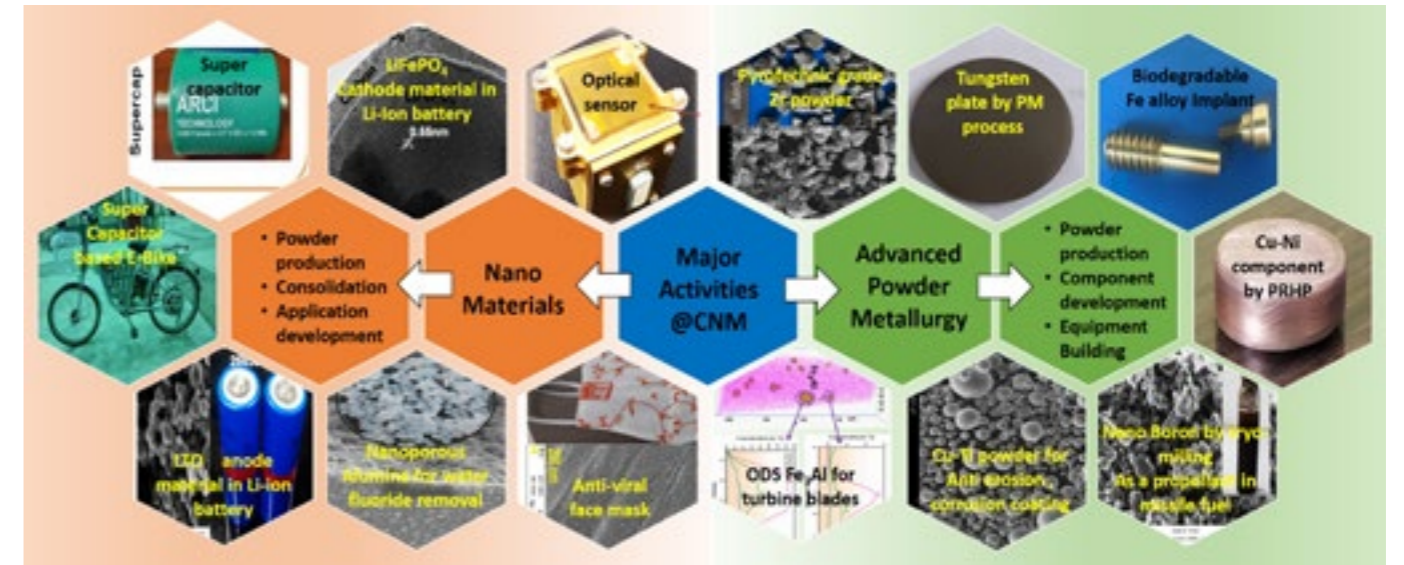 Supercap
Super
capacitor
ARCI
TECHNOLOGY
LiFePO₄
Cathode material in
Li-Ion battery
Optical
sensor
Pyrotechnic grade
Zr powder
Tungsten
plate by PM
process
Biodegradable
Fe alloy Implant
Super
Capacitor
based E-Bike
• Powder
production
• Consolidation
• Application
development
Nano
Materials
Major
Activities
@CNM
Advanced
Powder
Metallurgy
• Powder
production
• Component
development
• Equipment
Building
Cu-Ni
component
by PRHP
LTO anode
material in Li-ion
battery
Nanoporous
Alumina for water
fluoride removal
Anti-viral
face mask
ODS Fe Al for
turbine blades
powder for
Anti erosion
corrosion coating
Nano Boron by cryo
milling
As a propellant in
missile fuel